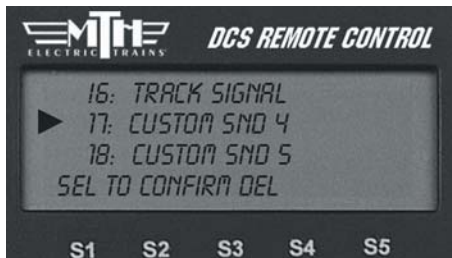 MTH
ELECTRIC TRAINS
DCS REMOTE CONTROL
16: TRACK SIGNAL
17: CUSTOM SND 4
18: CUSTOM SND 5
SEL TO CONFIRM DEL
S1 S2 S3 S4 S5